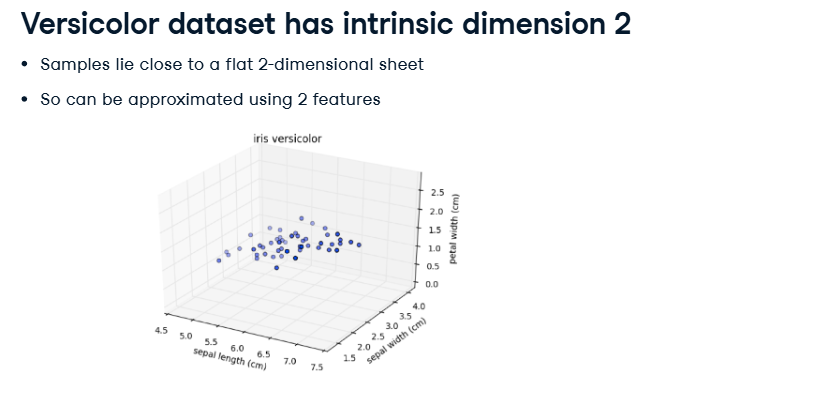 Versicolor dataset has intrinsic dimension 2
• Samples lie close to a flat 2-dimensional sheet
• So can be approximated using 2 features
iris versicolor
2.5
2.0
1.5
1.0
0.5
0.0
petal width (cm)
4.0
3.5
3.0
2.5
2.0
1.5
sepal width (cm)
4.5
5.0
5.5
6.0
6.5
7.0
7.5
sepal length (cm)